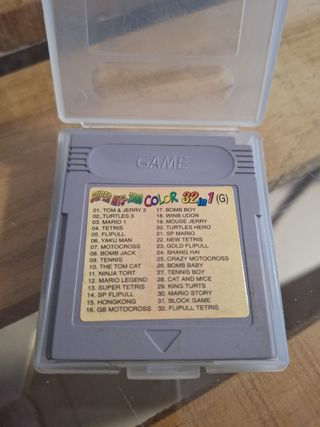 GAME
SUPER HITS 2000 COLOR 32 in 1 (G)
01. TOM & JERRY 2
02. TURTLES 3
03. MARIO 1
04. TETRIS
05. FLIPULL
06. YAKU MAN
07. MOTOCROSS
08. BOMB JACK
09. TENNIS
10. THE TOM CAT
11. NINJA TORT
12. MARIO LEGEND
13. SUPER TETRIS
14. SP FLIPULL
15. HONGKONG
16. GB MOTOCROSS
17. BOMB BOY
18. WIN9 UDON
19. MOUSE JERRY
20. TURTLES HERO
21. SP MARIO
22. NEW TETRIS
23. GOLD FLIPULL
24. SHANG HAI
25. CRAZY MOTOCROSS
26. BOMB BABY
27. TENNIS BOY
28. CAT AND MICE
29. KING TURTS
30. MARIO STORY
31. BLOCK GAME
32. FLIPULL TETRIS